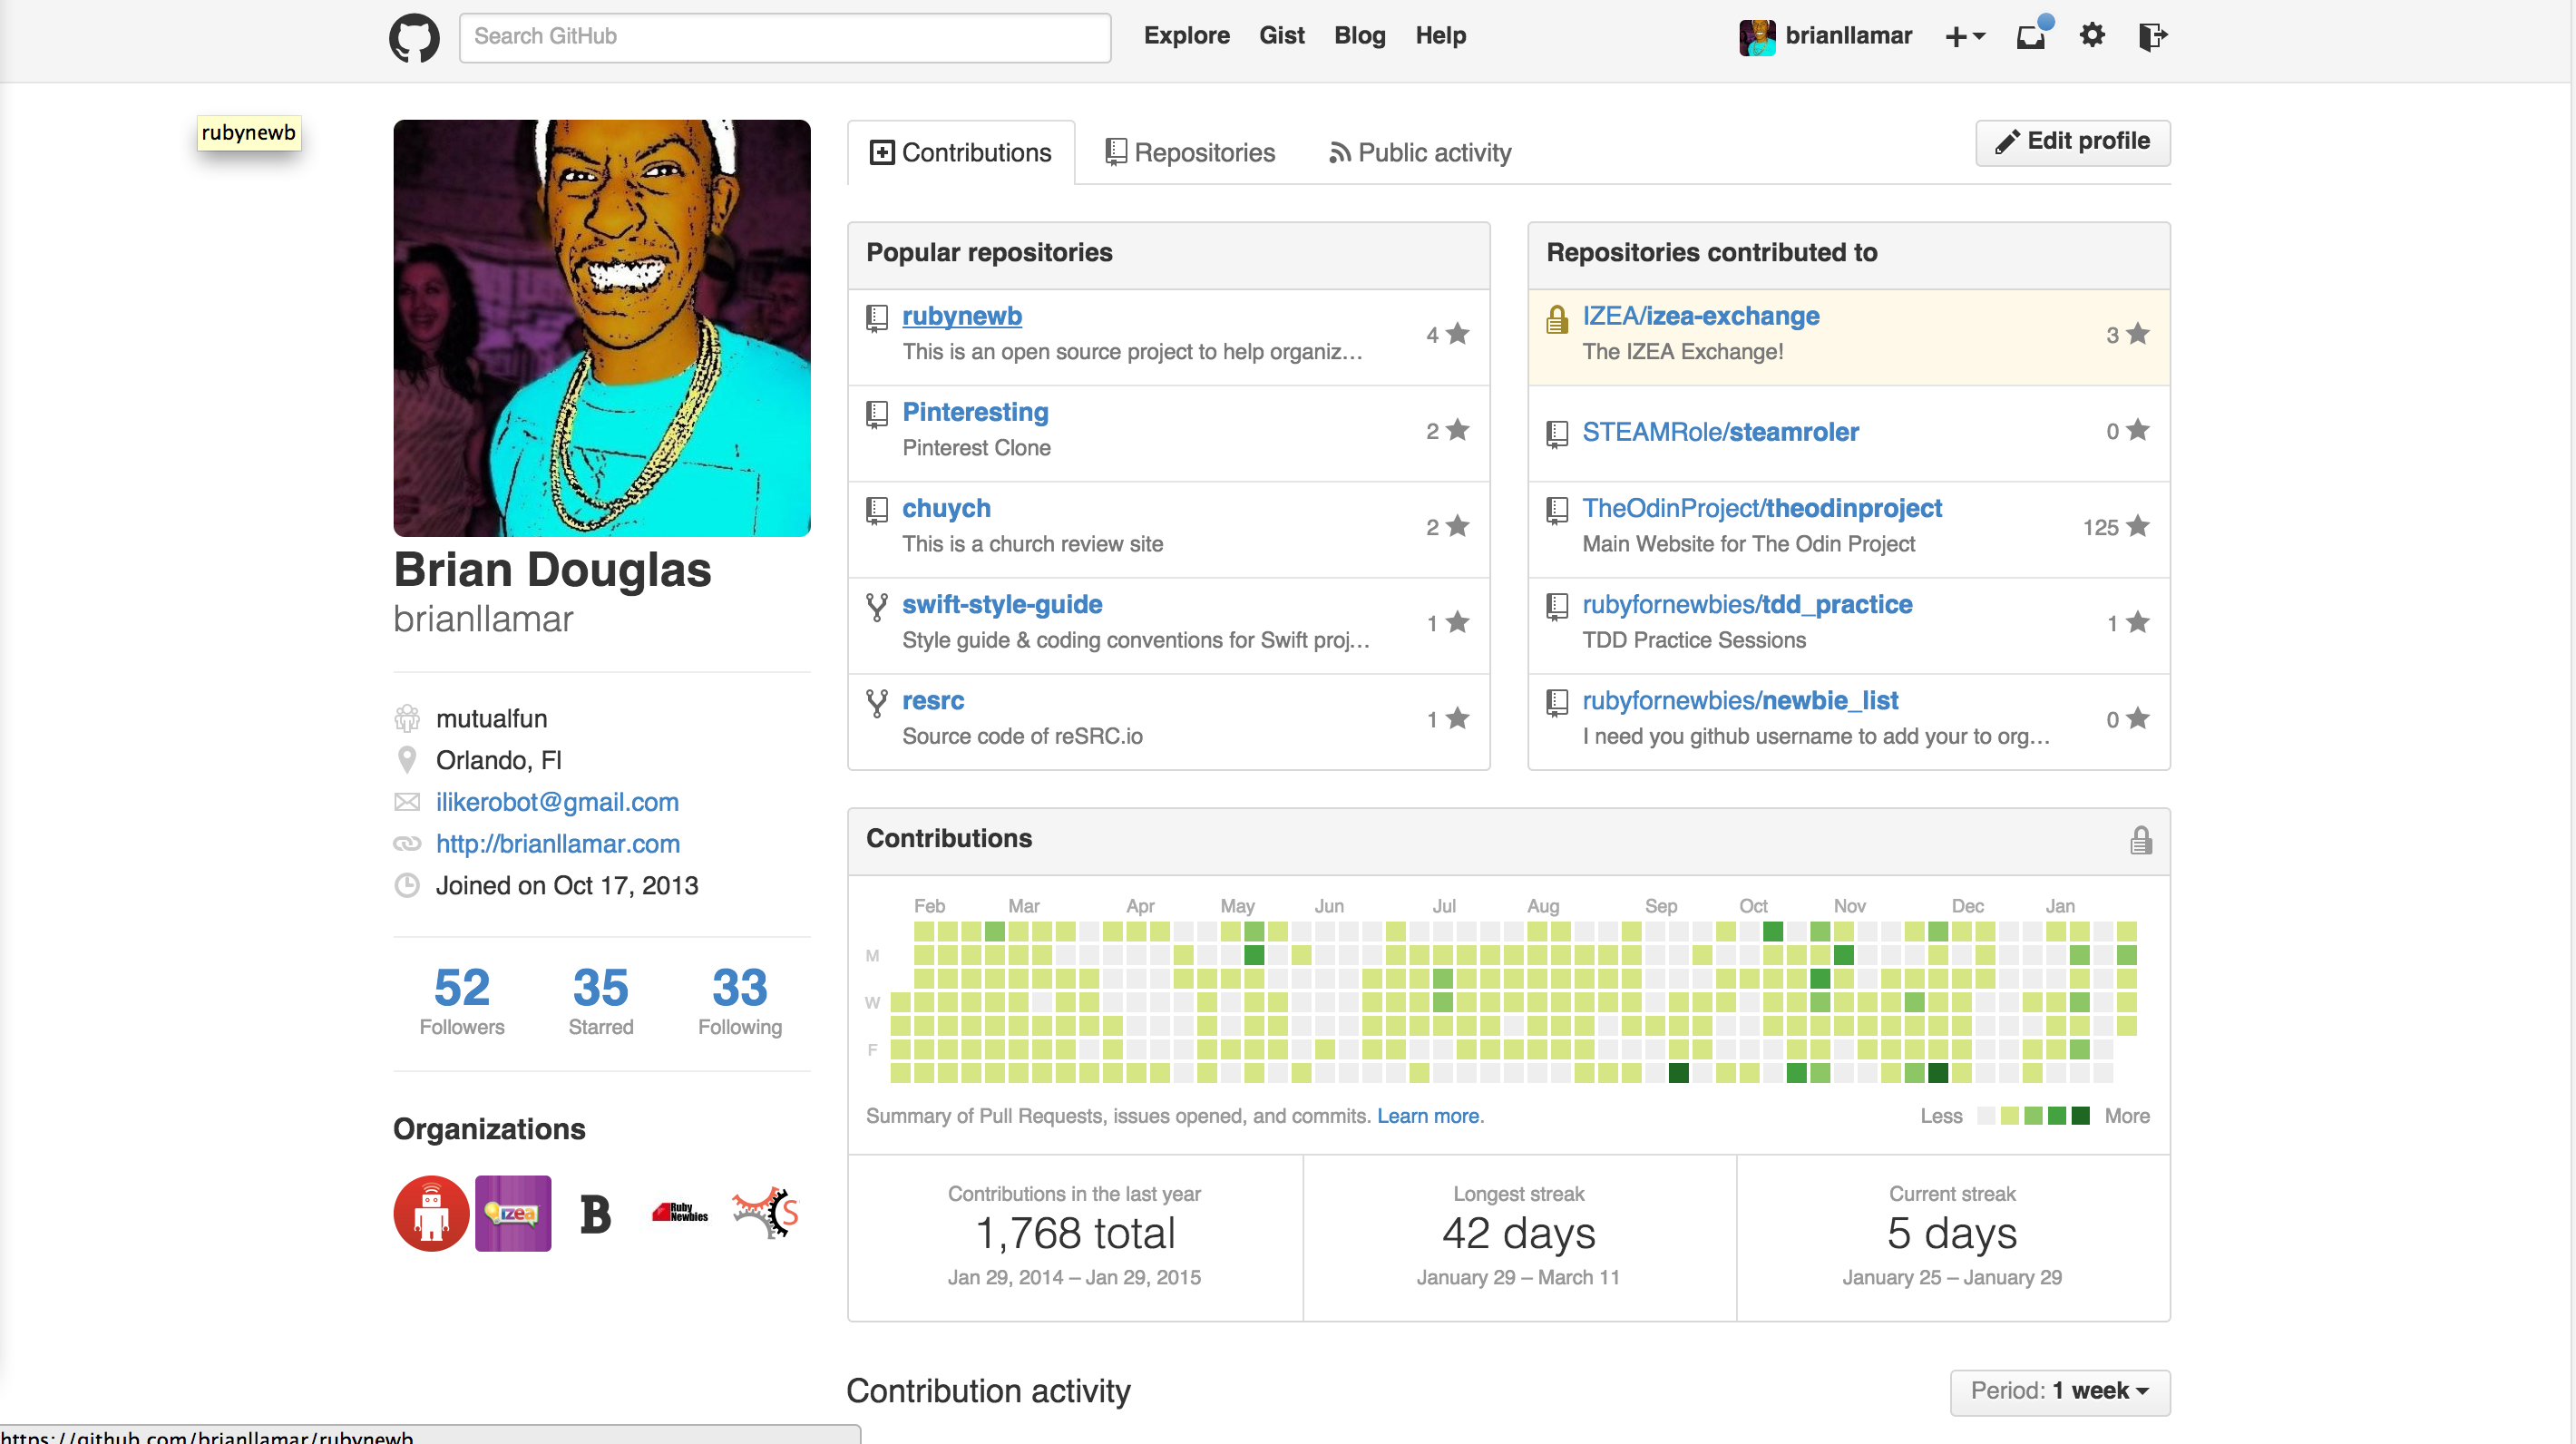 Search GitHub
Explore Gist Blog Help
brianllamar
rubynewb
Contributions Repositories Public activity
Edit profile
Brian Douglas
brianllamar
mutualfun
Orlando, Fl
ilikerobot@gmail.com
http://brianllamar.com
Joined on Oct 17, 2013
52 35 33
Followers Starred Following
Organizations
izea
B
Ruby
Newbies
S
Popular repositories
rubynewb
This is an open source project to help organiz…
4
Pinteresting
Pinterest Clone
2
chuych
This is a church review site
2
swift-style-guide
Style guide & coding conventions for Swift proj…
1
resrc
Source code of reSRC.io
1
Repositories contributed to
IZEA/izea-exchange
The IZEA Exchange!
3
STEAMRole/steamroler
0
TheOdinProject/theodinproject
Main Website for The Odin Project
125
rubyfornewbies/tdd_practice
TDD Practice Sessions
1
rubyfornewbies/newbie_list
I need you github username to add your to org…
0
Contributions
Feb Mar Apr May Jun Jul Aug Sep Oct Nov Dec Jan
M
W
F
Summary of Pull Requests, issues opened, and commits. Learn more.
Less More
Contributions in the last year
1,768 total
Jan 29, 2014 – Jan 29, 2015
Longest streak
42 days
January 29 – March 11
Current streak
5 days
January 25 – January 29
Contribution activity
Period: 1 week
https://github.com/brianllamar/rubynewb